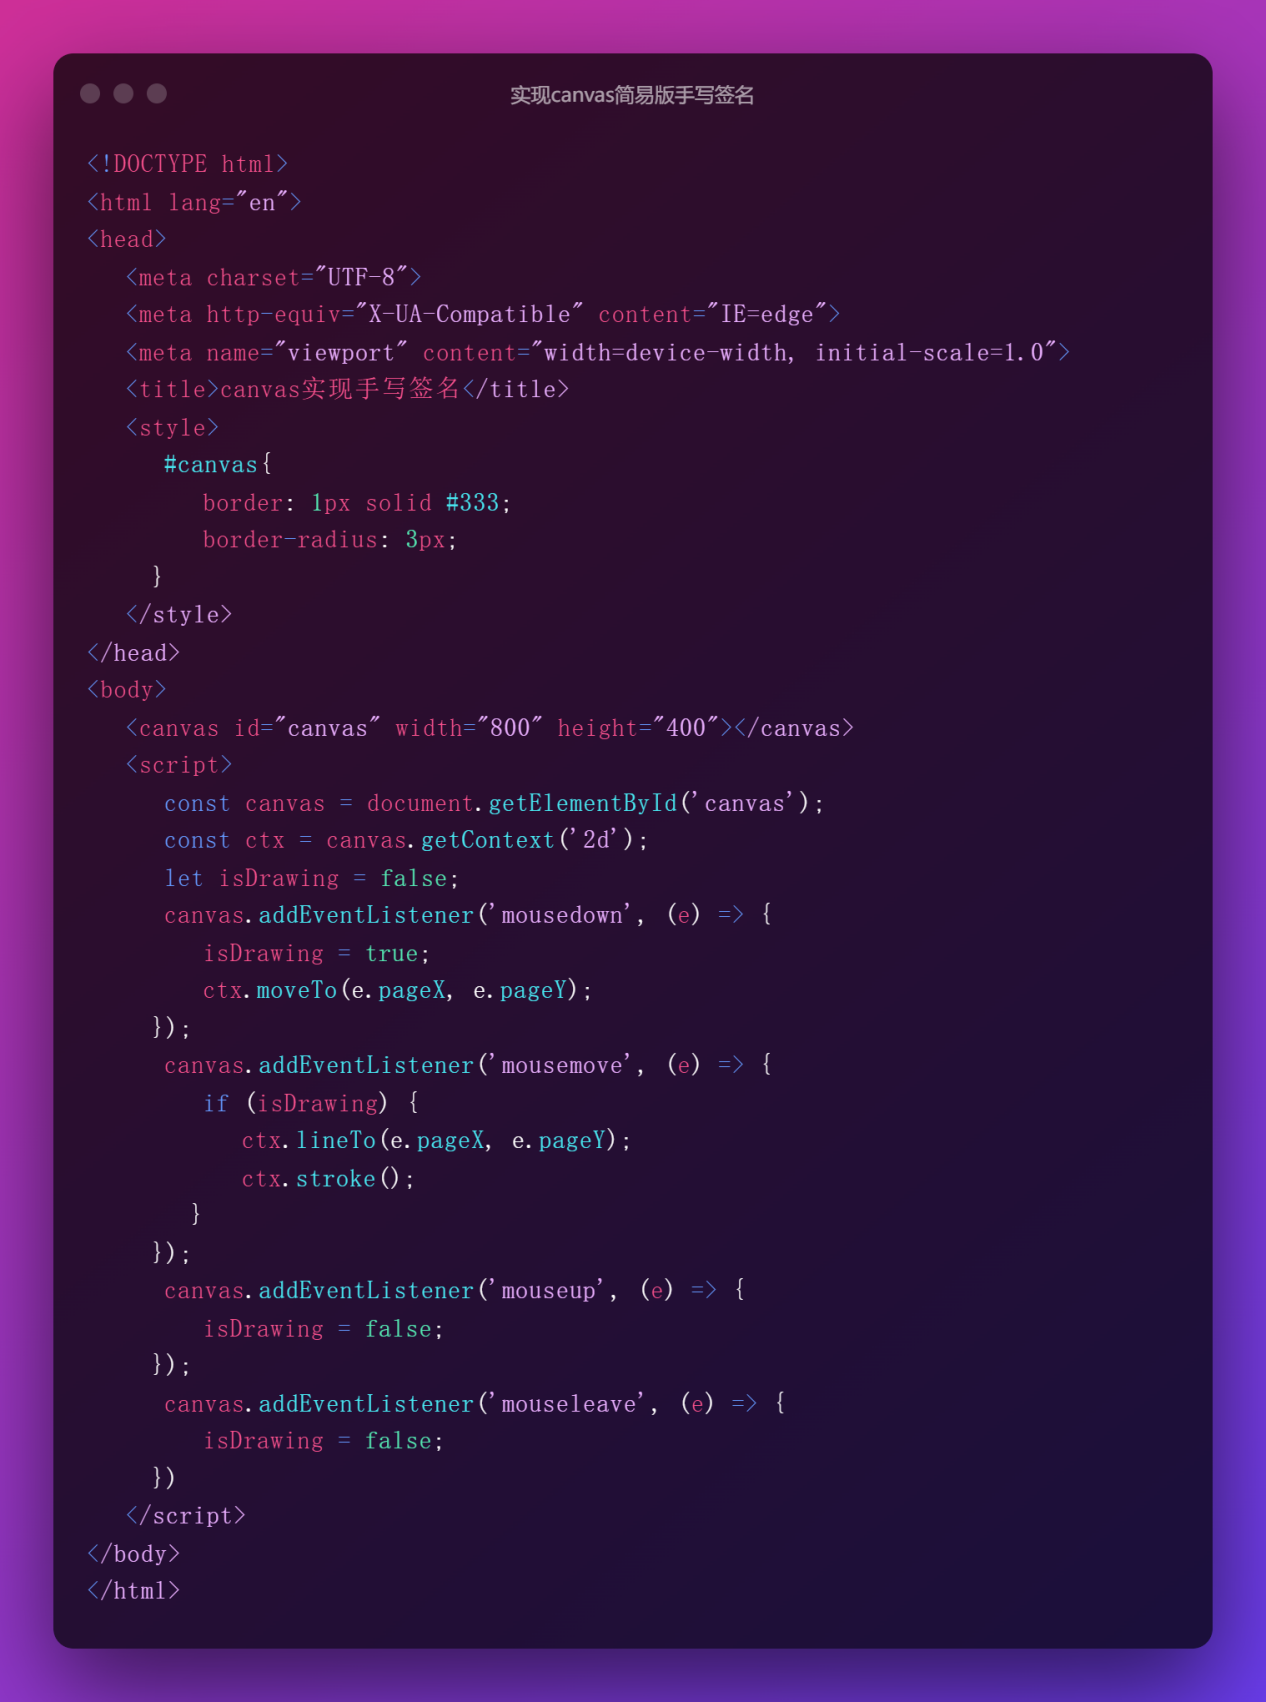 实现canvas简易版手写签名
<!DOCTYPE html>
<html lang="en">
<head>
   <meta charset="UTF-8">
   <meta http-equiv="X-UA-Compatible" content="IE=edge">
   <meta name="viewport" content="width=device-width, initial-scale=1.0">
   <title>canvas实现手写签名</title>
   <style>
      #canvas{
         border: 1px solid #333;
         border-radius: 3px;
     }
   </style>
</head>
<body>
   <canvas id="canvas" width="800" height="400"></canvas>
   <script>
      const canvas = document.getElementById('canvas');
      const ctx = canvas.getContext('2d');
      let isDrawing = false;
      canvas.addEventListener('mousedown', (e) => {
         isDrawing = true;
         ctx.moveTo(e.pageX, e.pageY);
     });
      canvas.addEventListener('mousemove', (e) => {
         if (isDrawing) {
            ctx.lineTo(e.pageX, e.pageY);
            ctx.stroke();
        }
     });
      canvas.addEventListener('mouseup', (e) => {
         isDrawing = false;
     });
      canvas.addEventListener('mouseleave', (e) => {
         isDrawing = false;
     })
   </script>
</body>
</html>